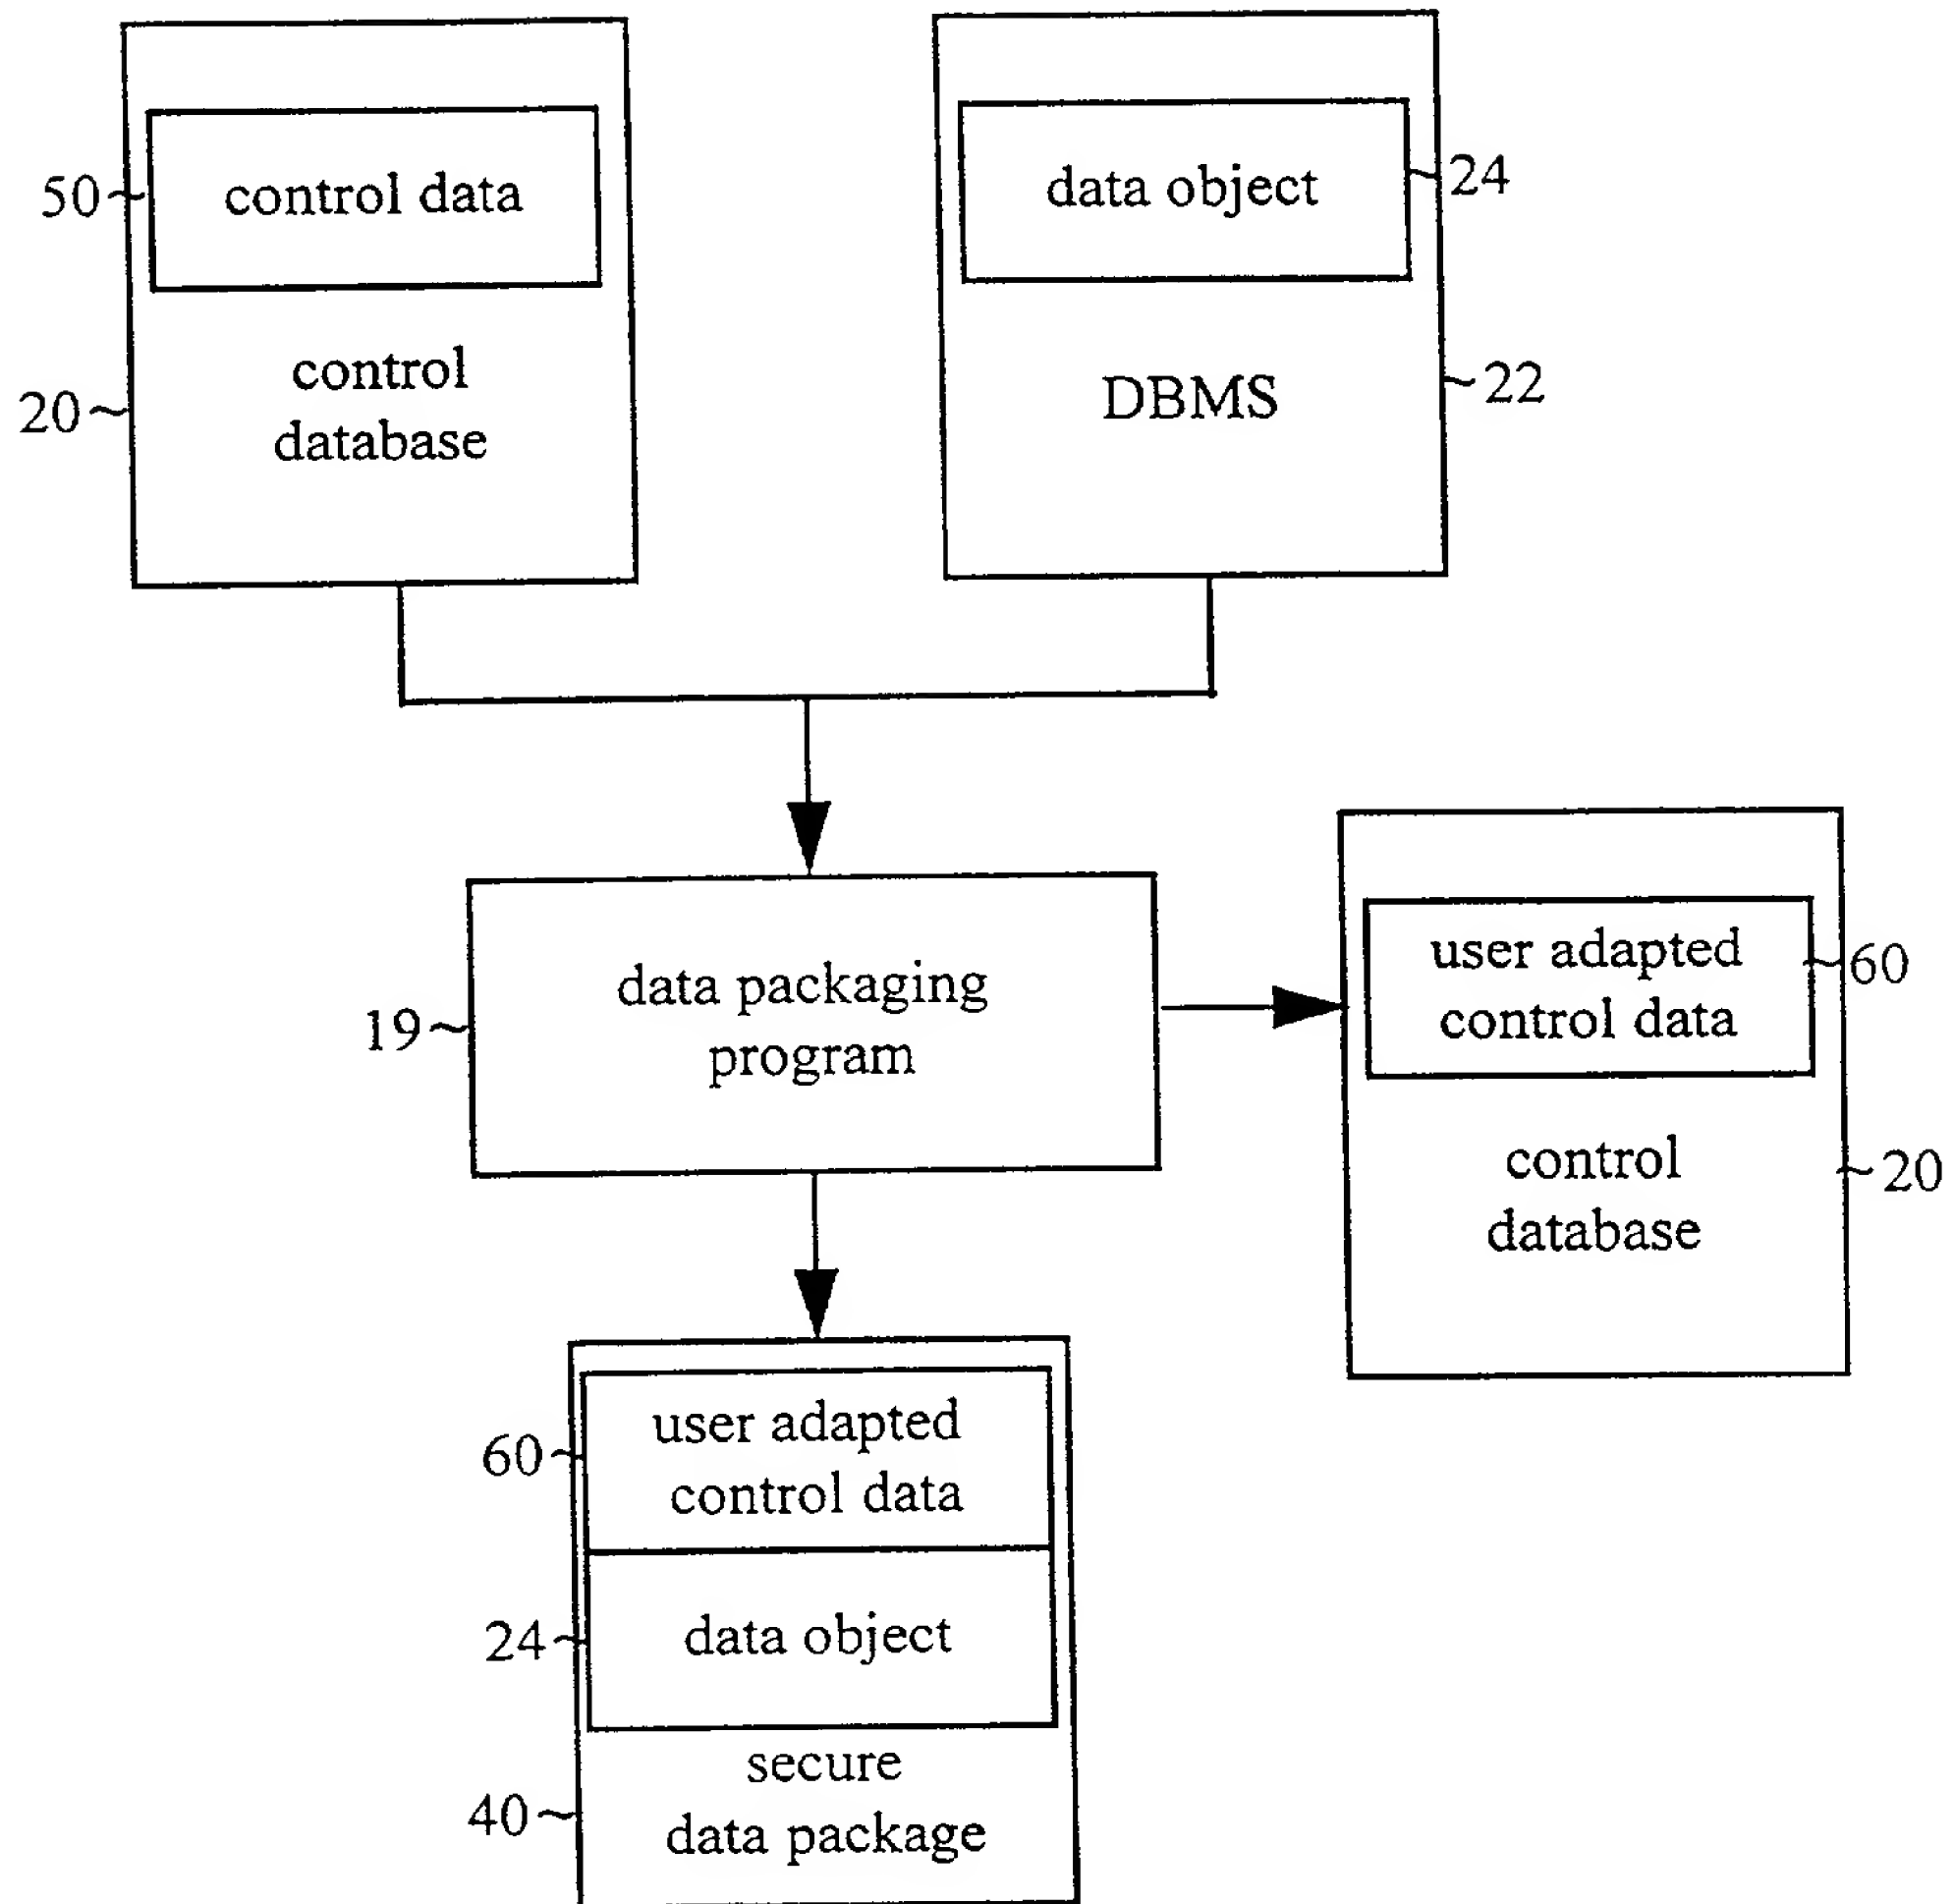 50
control data
20
control
database
data object
24
DBMS
22
19
data packaging
program
user adapted
control data
60
control
database
20
60
user adapted
control data
24
data object
40
secure
data package